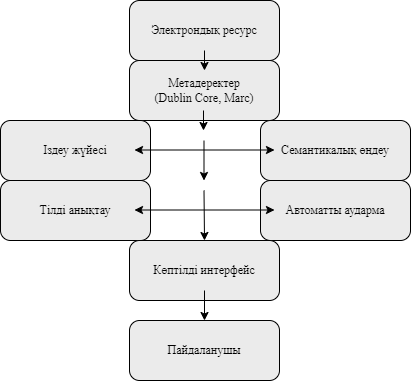 Электрондық ресурс
Метадеректер
(Dublin Core, Marc)
Іздеу жүйесі
Семантикалық өңдеу
Тілді анықтау
Автоматты аударма
Көптілді интерфейс
Пайдаланушы